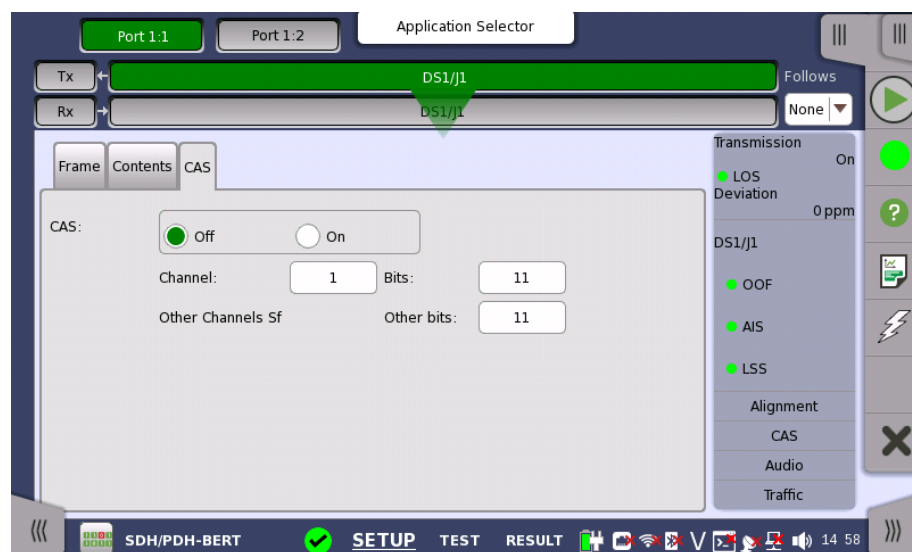 Port 1:1
Port 1:2
Application Selector
Tx
DS1/J1
Follows
Rx
DS1/J1
None
Frame
Contents
CAS
CAS:
Off
On
Channel:
1
Bits:
11
Other Channels Sf
Other bits:
11
Transmission
On
LOS
Deviation
0 ppm
DS1/J1
OOF
AIS
LSS
Alignment
CAS
Audio
Traffic
SDH/PDH-BERT
SETUP
TEST
RESULT
V
14 58